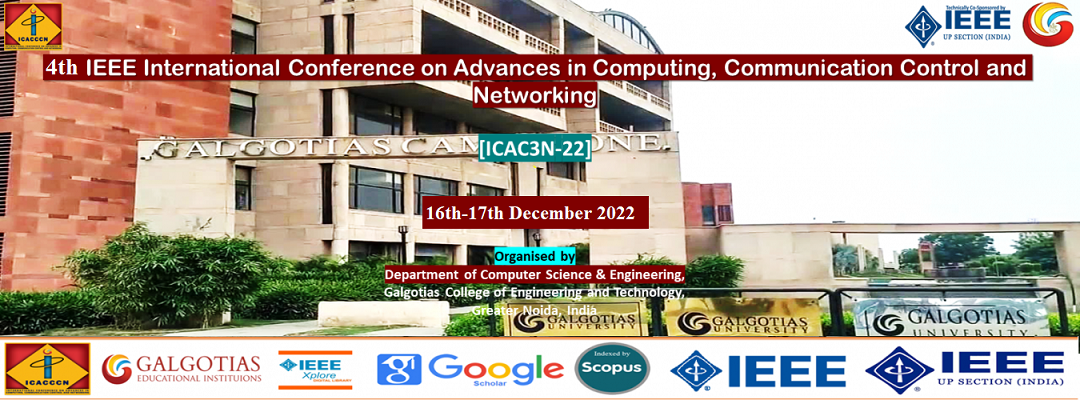 ICACCCN
Technically Co-Sponsored by
IEEE
UP SECTION (INDIA)
4th IEEE International Conference on Advances in Computing, Communication Control and
Networking
GALGOTIAS
ONE
[ICAC3N-22]
16th-17th December 2022
Organised by
Department of Computer Science & Engineering,
Galgotias College of Engineering and Technology,
Greater Noida, India
GALGOTIAS
UNIVERSITY
GALGOTIAS
UNIVERSITY
GALGOTIAS
UNIVERSITY
ICACCCN
GALGOTIAS
EDUCATIONAL INSTITUIONS
IEEE
Xplore
DIGITAL LIBRARY
g
Google
Scholar
Indexed by
Scopus
IEEE
IEEE
UP SECTION (INDIA)